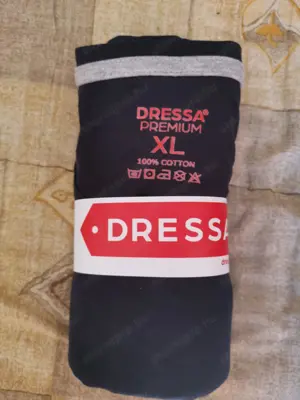 DRESSA®
PREMIUM
XL
100% COTTON
DRESSA